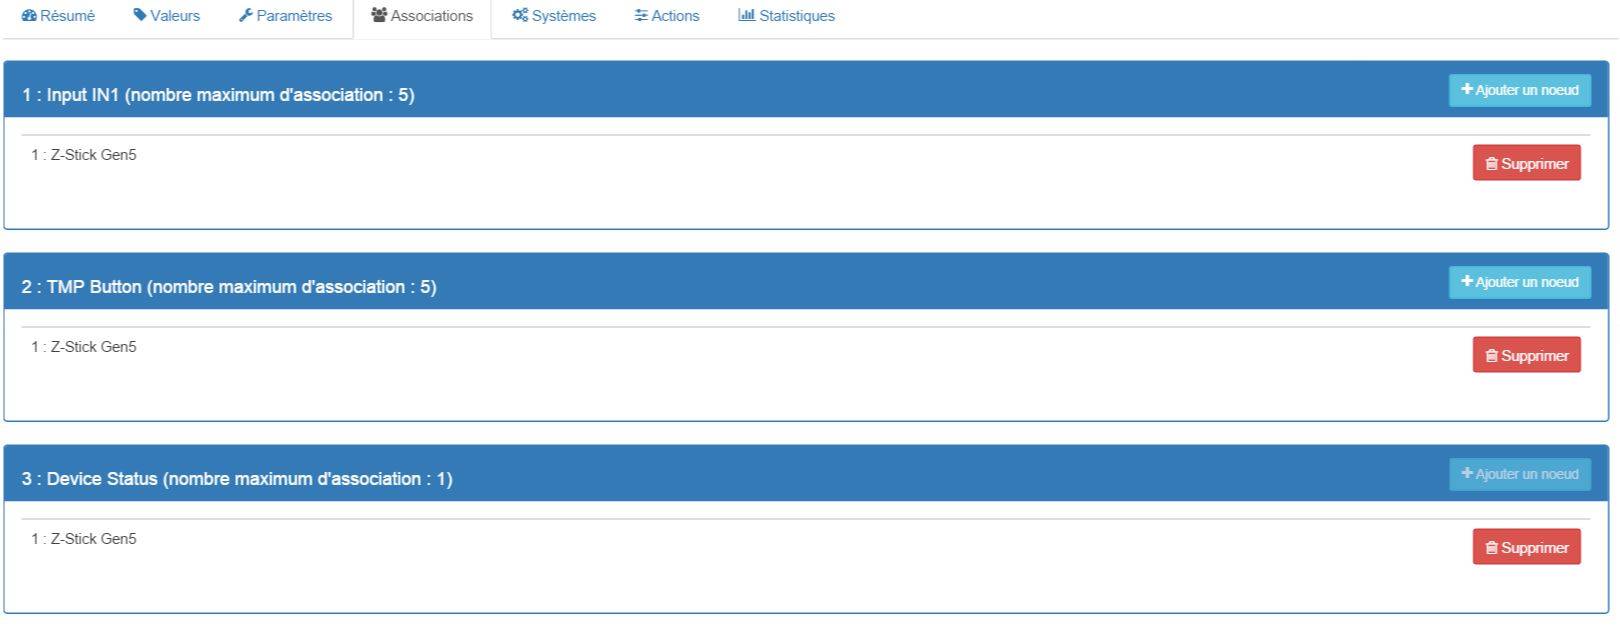 Résumé Valeurs Paramètres Associations Systèmes Actions Statistiques
1 : Input IN1 (nombre maximum d'association : 5) Ajouter un noeud
1 : Z-Stick Gen5 Supprimer
2 : TMP Button (nombre maximum d'association : 5) Ajouter un noeud
1 : Z-Stick Gen5 Supprimer
3 : Device Status (nombre maximum d'association : 1) Ajouter un noeud
1 : Z-Stick Gen5 Supprimer